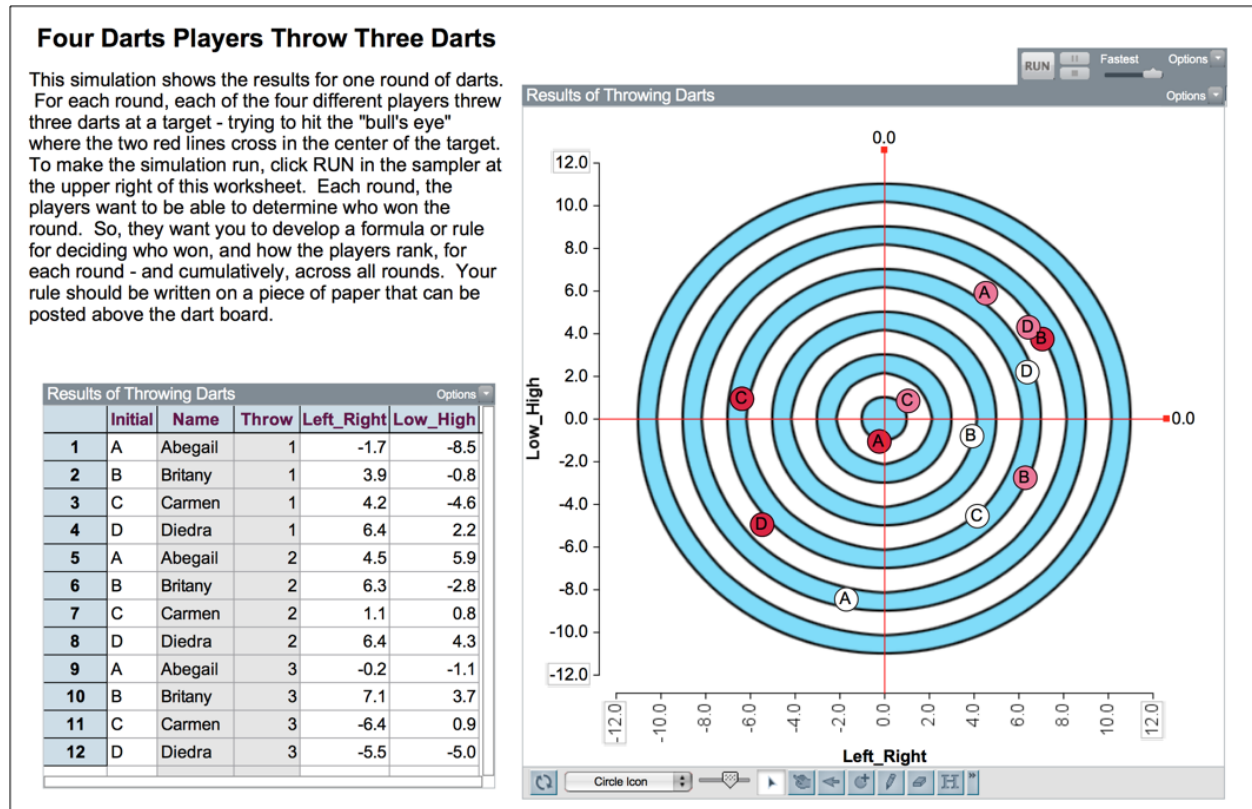 Four Darts Players Throw Three Darts
This simulation shows the results for one round of darts.
For each round, each of the four different players threw
three darts at a target - trying to hit the "bull's eye"
where the two red lines cross in the center of the target.
To make the simulation run, click RUN in the sampler at
the upper right of this worksheet.  Each round, the
players want to be able to determine who won the
round.  So, they want you to develop a formula or rule
for deciding who won, and how the players rank, for
each round - and cumulatively, across all rounds.  Your
rule should be written on a piece of paper that can be
posted above the dart board.
Results of Throwing Darts Options
Initial Name Throw Left_Right Low_High
1 A Abegail 1 -1.7 -8.5
2 B Britany 1 3.9 -0.8
3 C Carmen 1 4.2 -4.6
4 D Diedra 1 6.4 2.2
5 A Abegail 2 4.5 5.9
6 B Britany 2 6.3 -2.8
7 C Carmen 2 1.1 0.8
8 D Diedra 2 6.4 4.3
9 A Abegail 3 -0.2 -1.1
10 B Britany 3 7.1 3.7
11 C Carmen 3 -6.4 0.9
12 D Diedra 3 -5.5 -5.0
RUN Fastest Options
Results of Throwing Darts Options
0.0
12.0
10.0
8.0
6.0
4.0
2.0
0.0
-2.0
-4.0
-6.0
-8.0
-10.0
-12.0
Low_High
A
D
B
D
C
C
A
B
B
C
D
A
0.0
-12.0 -10.0 -8.0 -6.0 -4.0 -2.0 0.0 2.0 4.0 6.0 8.0 10.0 12.0
Left_Right
Circle Icon